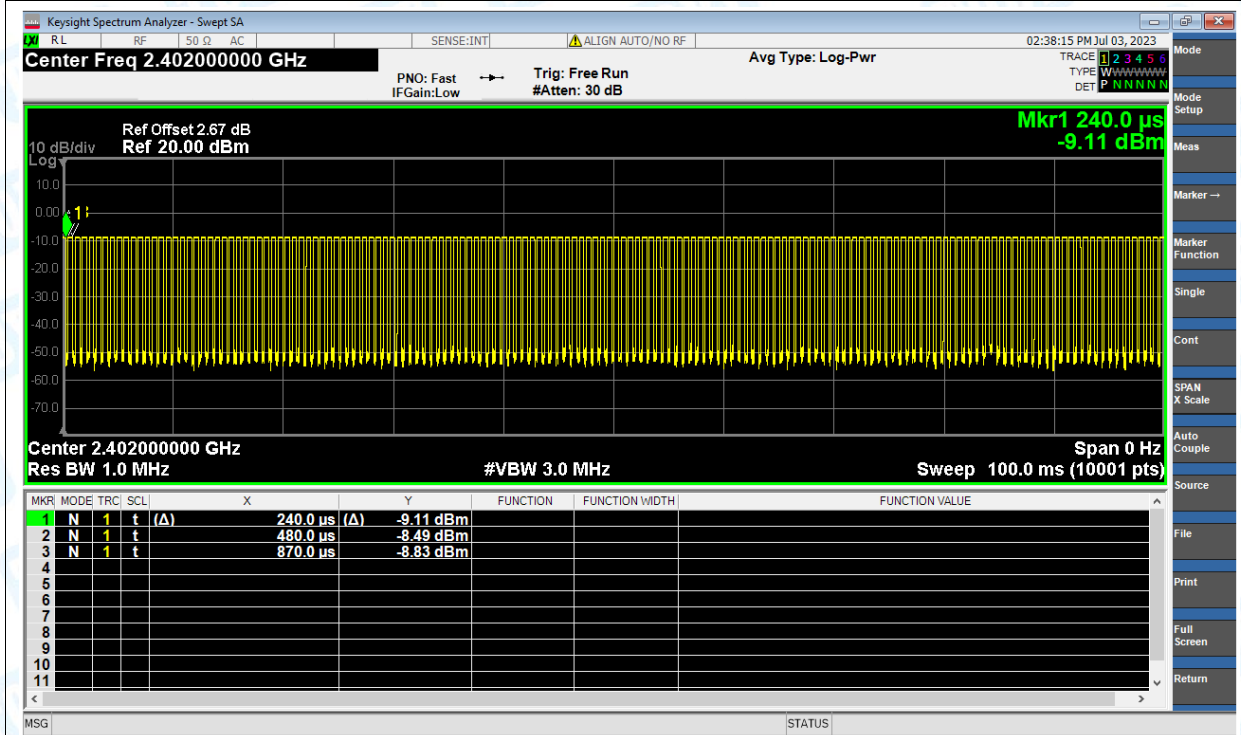 Keysight Spectrum Analyzer - Swept SA
LXI RL RF 50 Ω AC SENSE:INT ALIGN AUTO/NO RF 02:38:15 PM Jul 03, 2023
Center Freq 2.402000000 GHz
PNO: Fast
IFGain:Low
Trig: Free Run
#Atten: 30 dB
Avg Type: Log-Pwr
TRACE 1 2 3 4 5 6
TYPE WWWWWW
DET P N N N N N
Ref Offset 2.67 dB
Ref 20.00 dBm
10 dB/div
Log
Mkr1 240.0 µs
-9.11 dBm
10.0
0.00
-10.0
-20.0
-30.0
-40.0
-50.0
-60.0
-70.0
1
Center 2.402000000 GHz
Res BW 1.0 MHz
#VBW 3.0 MHz
Span 0 Hz
Sweep 100.0 ms (10001 pts)
MKR MODE TRC SCL X Y FUNCTION FUNCTION WIDTH FUNCTION VALUE
1 N 1 t (Δ) 240.0 µs (Δ) -9.11 dBm
2 N 1 t 480.0 µs -8.49 dBm
3 N 1 t 870.0 µs -8.83 dBm
4
5
6
7
8
9
10
11
MSG STATUS
Mode
Mode
Setup
Meas
Marker →
Marker
Function
Single
Cont
SPAN
X Scale
Auto
Couple
Source
File
Print
Full
Screen
Return